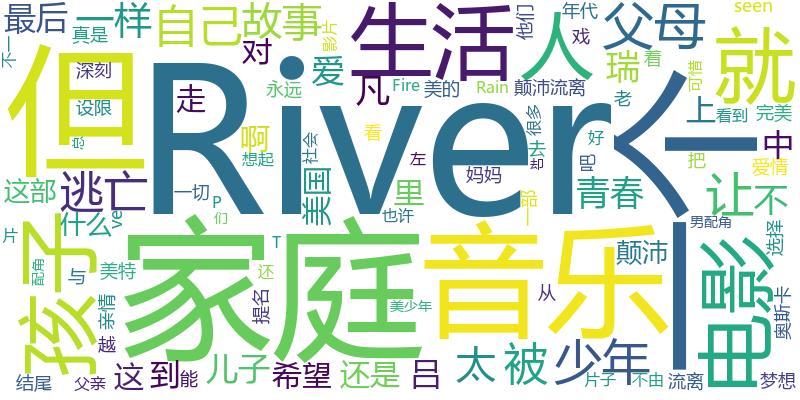 最后
一样
自己
故事
生活
人
他们
年代
戏
父母
seen
就
真是
不一
深刻
设限
对
影片
爱
永远
凡
Fire
美的
Rain
颠沛流离
瑞
着
可惜
老
上
看到
完美
但
River
个
走
啊
想起
社会
看
左
妈妈
很多
去
却
吧
好
把
爱情
中
这部
逃亡
一切
P
们
美国
里
也许
一部
青春
让
不
男配角
孩子
什么
ve
片
配角
与
美特
越
亲情
家庭
音乐
T
还
提名
美少年
从
颠沛
电影
选择
奥斯卡
结尾
父亲
这
到
能
儿子
希望
还是
吕
太
被
少年
片子
不由
流离
梦想